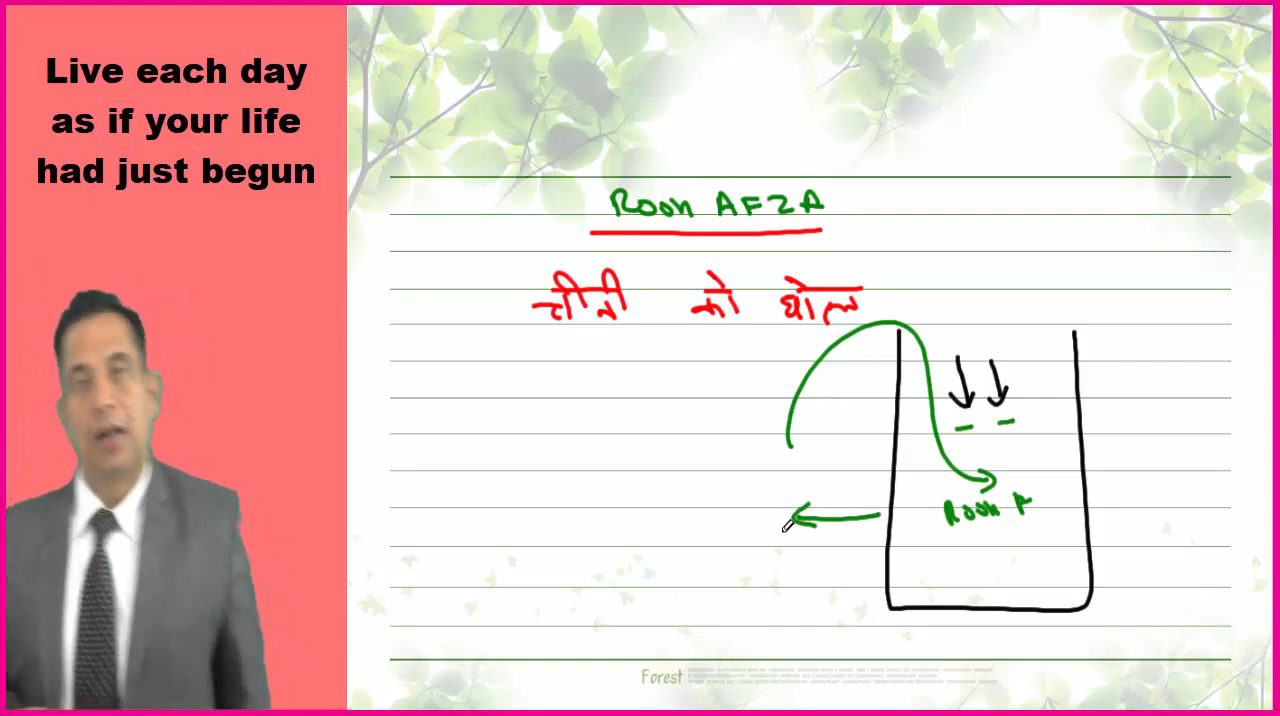 Live each day
as if your life
had just begun
Rooh AFZA
चीनी को घोल
Rooh A
Forest